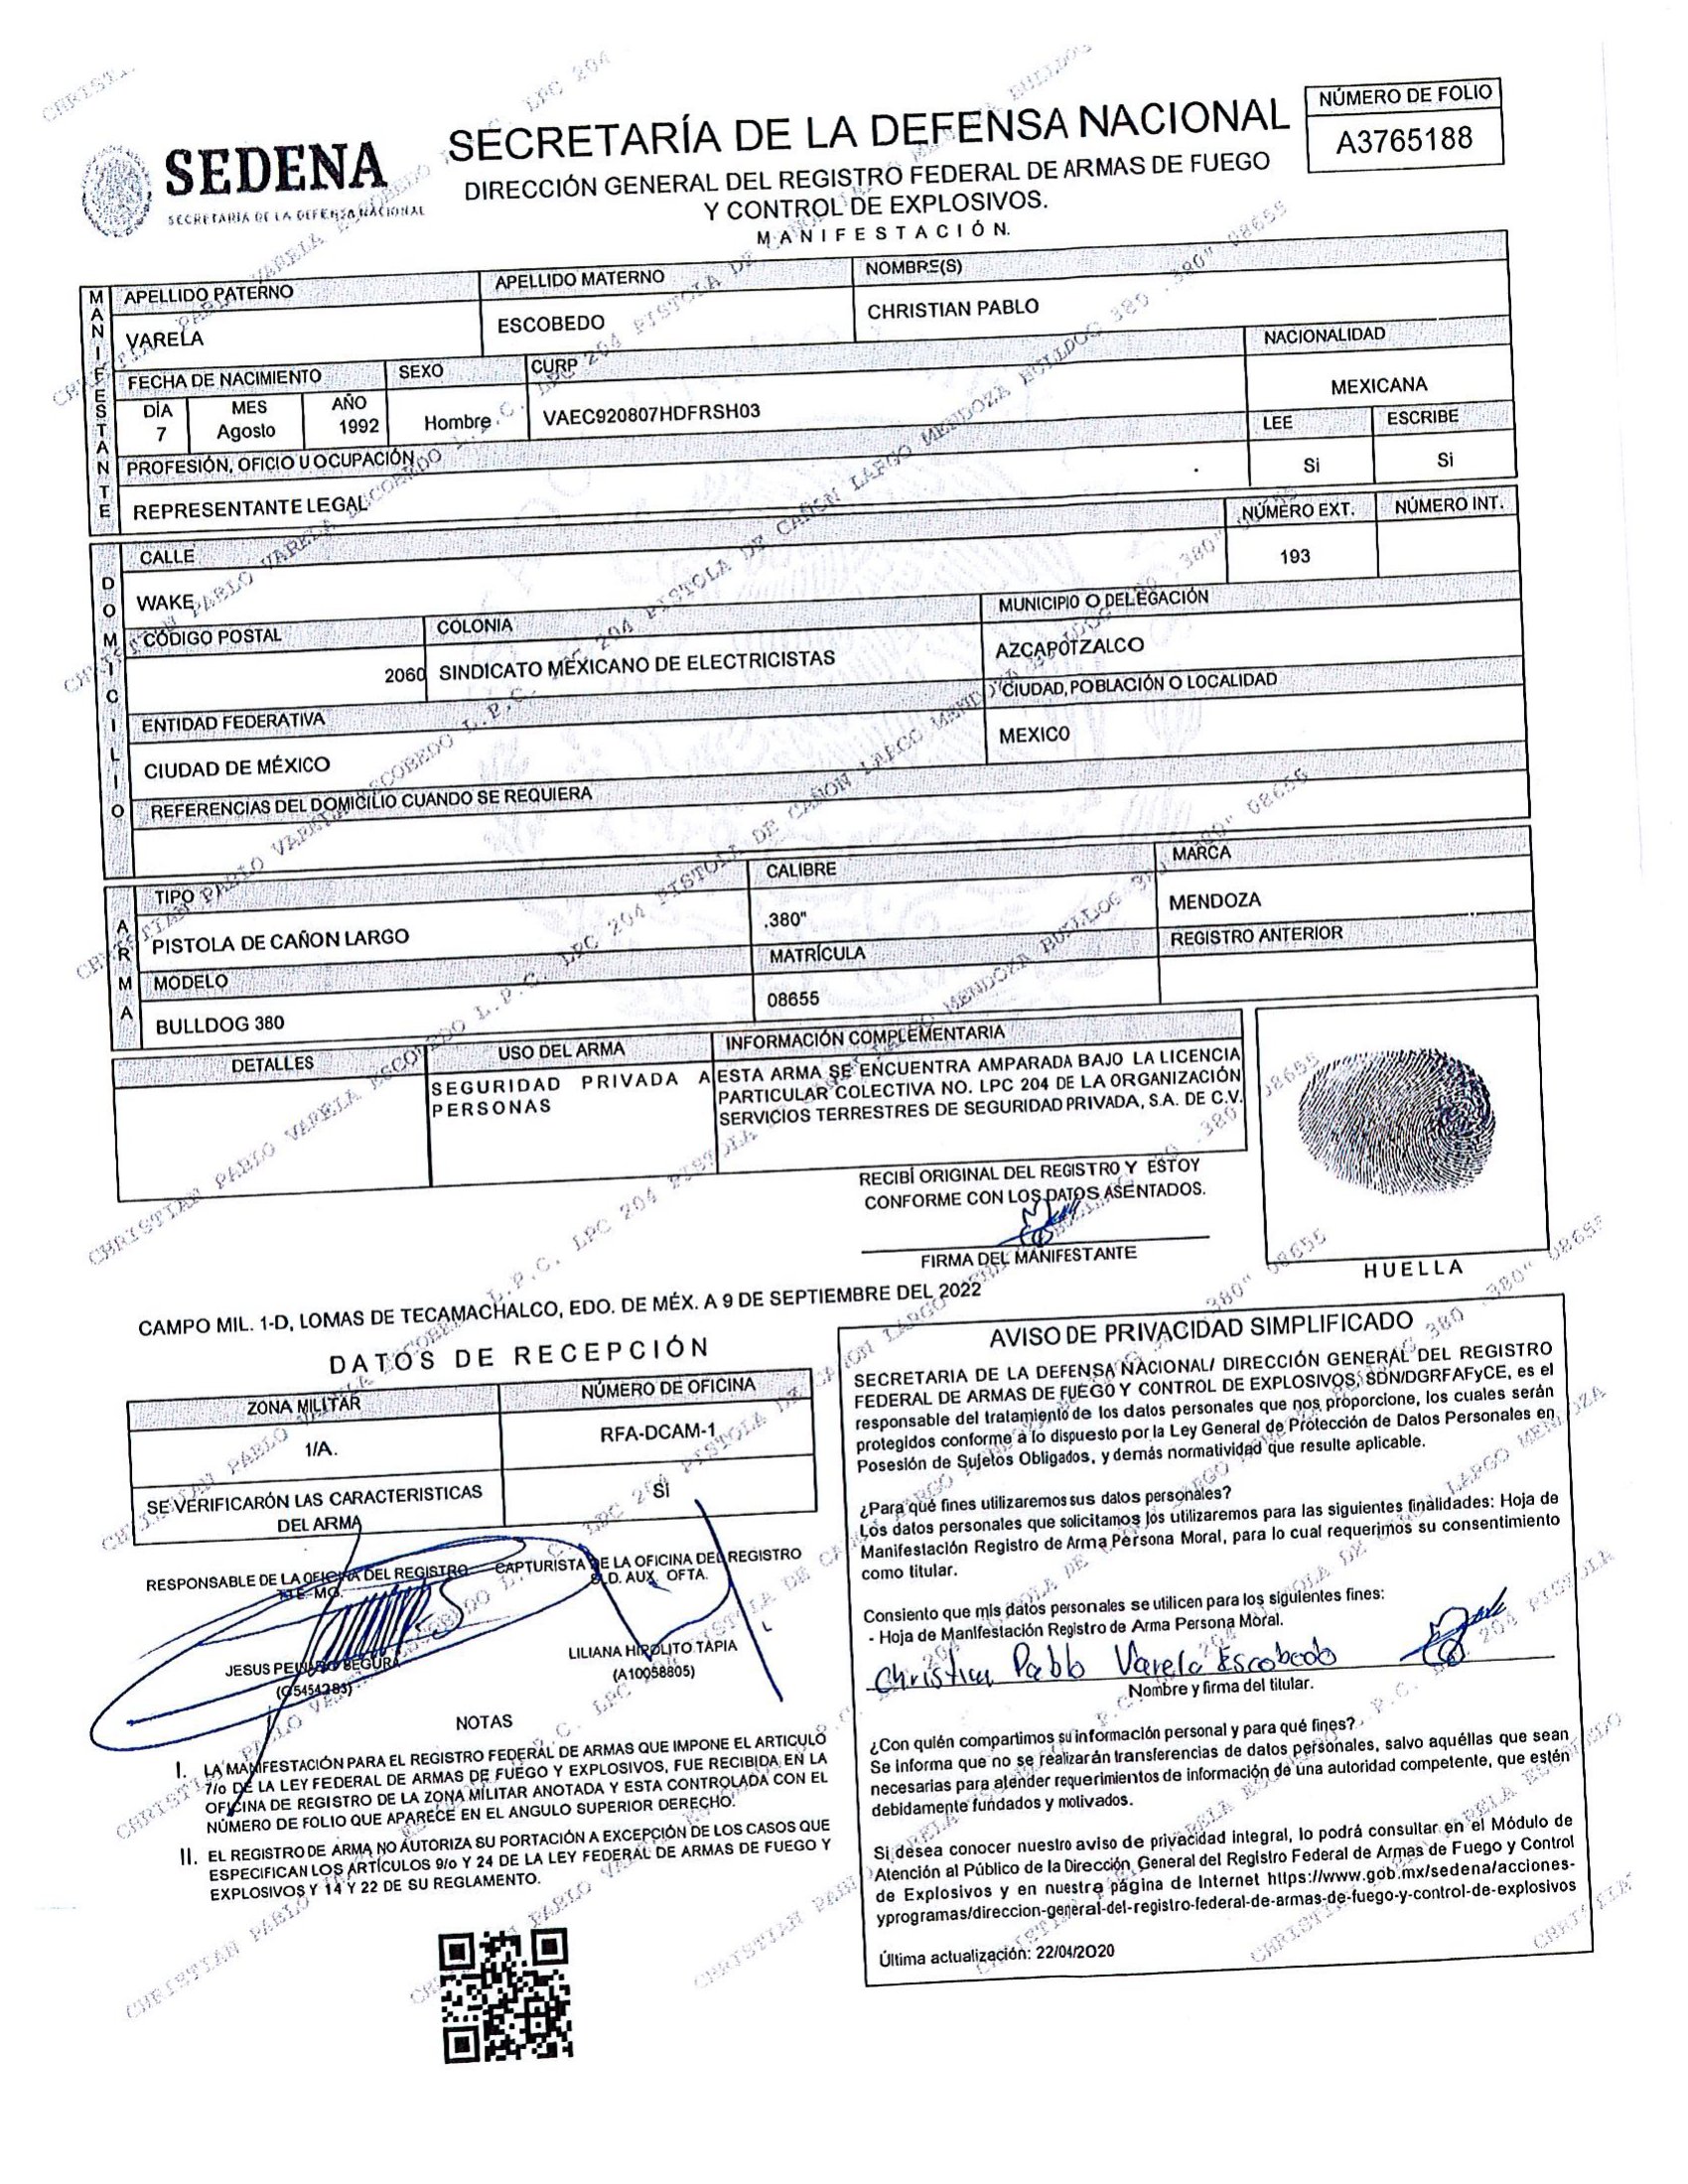 SEDENA
SECRETARÍA DE LA DEFENSA NACIONAL
SECRETARÍA DE LA DEFENSA NACIONAL
DIRECCIÓN GENERAL DEL REGISTRO FEDERAL DE ARMAS DE FUEGO
Y CONTROL DE EXPLOSIVOS.
MANIFESTACIÓN.
NÚMERO DE FOLIO
A3765188
MANIFESTANTE
APELLIDO PATERNO APELLIDO MATERNO NOMBRE(S)
VARELA ESCOBEDO CHRISTIAN PABLO
FECHA DE NACIMIENTO SEXO CURP NACIONALIDAD
DÍA MES AÑO
7 Agosto 1992 Hombre VAEC920807HDFRSH03 MEXICANA
PROFESIÓN, OFICIO U OCUPACIÓN LEE ESCRIBE
REPRESENTANTE LEGAL Si Si
DOMICILIO
CALLE NÚMERO EXT. NÚMERO INT.
WAKE 193
CÓDIGO POSTAL COLONIA MUNICIPIO O DELEGACIÓN
2060 SINDICATO MEXICANO DE ELECTRICISTAS AZCAPOTZALCO
ENTIDAD FEDERATIVA CIUDAD, POBLACIÓN O LOCALIDAD
CIUDAD DE MÉXICO MEXICO
REFERENCIAS DEL DOMICILIO CUANDO SE REQUIERA
ARMA
TIPO CALIBRE MARCA
PISTOLA DE CAÑON LARGO .380" MENDOZA
MODELO MATRÍCULA REGISTRO ANTERIOR
BULLDOG 380 08655
DETALLES USO DEL ARMA INFORMACIÓN COMPLEMENTARIA
SEGURIDAD PRIVADA A
PERSONAS
ESTA ARMA SE ENCUENTRA AMPARADA BAJO LA LICENCIA
PARTICULAR COLECTIVA NO. LPC 204 DE LA ORGANIZACIÓN
SERVICIOS TERRESTRES DE SEGURIDAD PRIVADA, S.A. DE C.V.
RECIBÍ ORIGINAL DEL REGISTRO Y ESTOY
CONFORME CON LOS DATOS ASENTADOS.
FIRMA DEL MANIFESTANTE
HUELLA
CAMPO MIL. 1-D, LOMAS DE TECAMACHALCO, EDO. DE MÉX. A 9 DE SEPTIEMBRE DEL 2022
DATOS DE RECEPCIÓN
ZONA MILITAR NÚMERO DE OFICINA
1/A. RFA-DCAM-1
SE VERIFICARÓN LAS CARACTERISTICAS
DEL ARMA
SI
RESPONSABLE DE LA OFICINA DEL REGISTRO
CAPTURISTA DE LA OFICINA DEL REGISTRO
SLD. AUX. OFTA.
JESUS SEGURA
LILIANA HIPOLITO TAPIA
(A10058805)
NOTAS
I. LA MANIFESTACIÓN PARA EL REGISTRO FEDERAL DE ARMAS QUE IMPONE EL ARTICULO
7/o DE LA LEY FEDERAL DE ARMAS DE FUEGO Y EXPLOSIVOS, FUE RECIBIDA EN LA
OFICINA DE REGISTRO DE LA ZONA MILITAR ANOTADA Y ESTA CONTROLADA CON EL
NÚMERO DE FOLIO QUE APARECE EN EL ANGULO SUPERIOR DERECHO.
II. EL REGISTRO DE ARMA NO AUTORIZA SU PORTACIÓN A EXCEPCIÓN DE LOS CASOS QUE
ESPECIFICAN LOS ARTÍCULOS 9/o Y 24 DE LA LEY FEDERAL DE ARMAS DE FUEGO Y
EXPLOSIVOS Y 14 Y 22 DE SU REGLAMENTO.
AVISO DE PRIVACIDAD SIMPLIFICADO
SECRETARIA DE LA DEFENSA NACIONAL/ DIRECCIÓN GENERAL DEL REGISTRO
FEDERAL DE ARMAS DE FUEGO Y CONTROL DE EXPLOSIVOS, SDN/DGRFAFyCE, es el
responsable del tratamiento de los datos personales que nos proporcione, los cuales serán
protegidos conforme a lo dispuesto por la Ley General de Protección de Datos Personales en
Posesión de Sujetos Obligados, y demás normatividad que resulte aplicable.
¿Para qué fines utilizaremos sus datos personales?
Los datos personales que solicitamos los utilizaremos para las siguientes finalidades: Hoja de
Manifestación Registro de Arma Persona Moral, para lo cual requerimos su consentimiento
como titular.
Consiento que mis datos personales se utilicen para los siguientes fines:
- Hoja de Manifestación Registro de Arma Persona Moral.
Christian Pablo Varela Escobedo
Nombre y firma del titular.
¿Con quién compartimos su información personal y para qué fines?
Se informa que no se realizarán transferencias de datos personales, salvo aquéllas que sean
necesarias para atender requerimientos de información de una autoridad competente, que estén
debidamente fundados y motivados.
Si desea conocer nuestro aviso de privacidad integral, lo podrá consultar en el Módulo de
Atención al Público de la Dirección General del Registro Federal de Armas de Fuego y Control
de Explosivos y en nuestra página de Internet https://www.gob.mx/sedena/acciones-
yprogramas/direccion-general-del-registro-federal-de-armas-de-fuego-y-control-de-explosivos
Última actualización: 22/04/2020